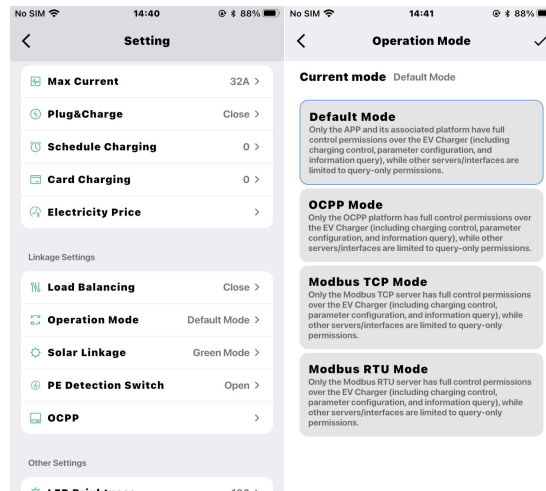 No SIM 14:40 88%
Setting
Max Current 32A
Plug&Charge Close
Schedule Charging 0
Card Charging 0
Electricity Price
Linkage Settings
Load Balancing Close
Operation Mode Default Mode
Solar Linkage Green Mode
PE Detection Switch Open
OCPP
Other Settings
No SIM 14:41 88%
Operation Mode
Current mode Default Mode
Default Mode
Only the APP and its associated platform have full
control permissions over the EV Charger (including
charging control, parameter configuration, and
information query), while other servers/interfaces are
limited to query-only permissions.
OCPP Mode
Only the OCPP platform has full control permissions over
the EV Charger (including charging control, parameter
configuration, and information query), while other
servers/interfaces are limited to query-only permissions.
Modbus TCP Mode
Only the Modbus TCP server has full control permissions
over the EV Charger (including charging control,
parameter configuration, and information query), while
other servers/interfaces are limited to query-only
permissions.
Modbus RTU Mode
Only the Modbus RTU server has full control permissions
over the EV Charger (including charging control,
parameter configuration, and information query), while
other servers/interfaces are limited to query-only
permissions.